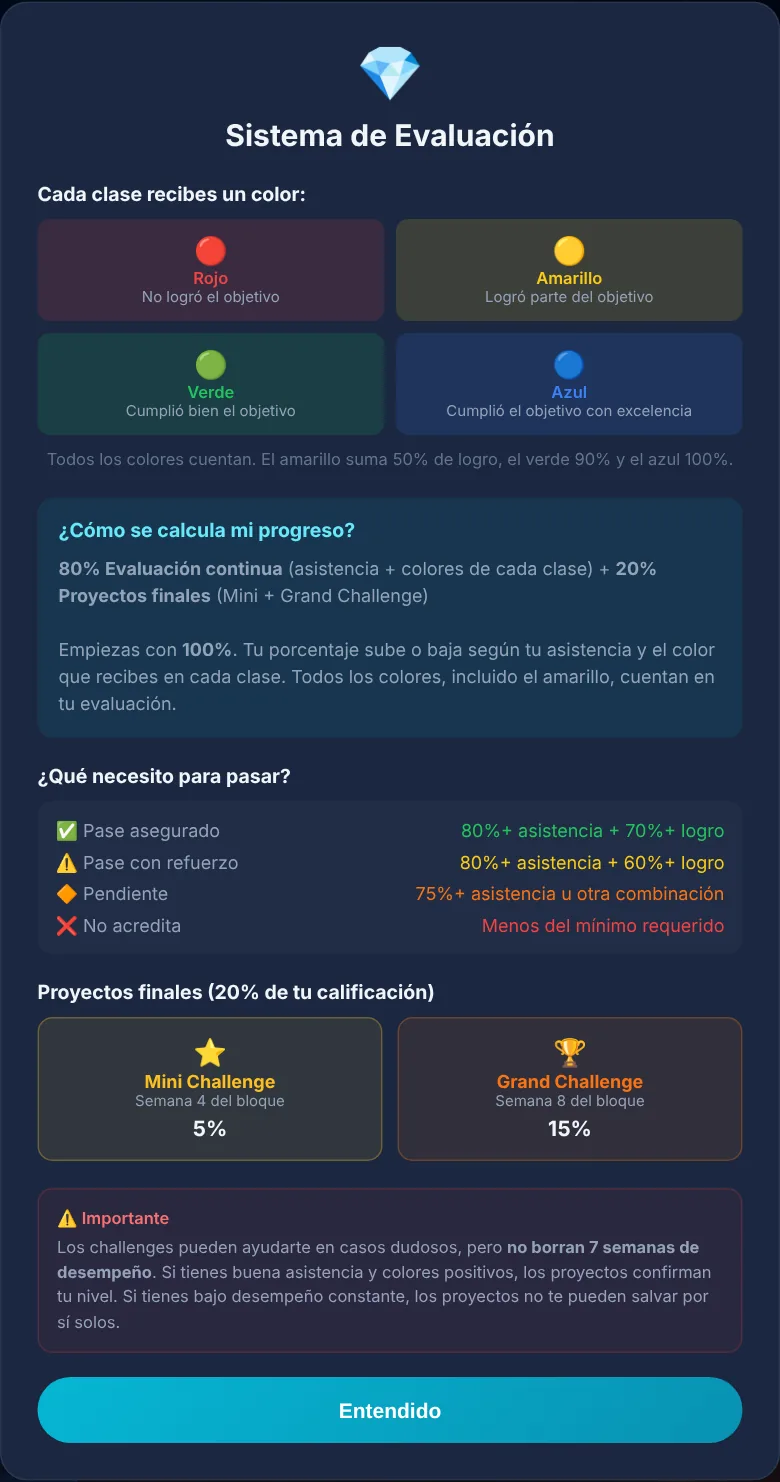 Sistema de Evaluación
Cada clase recibes un color:
Rojo
No logró el objetivo
Amarillo
Logró parte del objetivo
Verde
Cumplió bien el objetivo
Azul
Cumplió el objetivo con excelencia
Todos los colores cuentan. El amarillo suma 50% de logro, el verde 90% y el azul 100%.
¿Cómo se calcula mi progreso?
80% Evaluación continua (asistencia + colores de cada clase) + 20%
Proyectos finales (Mini + Grand Challenge)
Empiezas con 100%. Tu porcentaje sube o baja según tu asistencia y el color
que recibes en cada clase. Todos los colores, incluido el amarillo, cuentan en
tu evaluación.
¿Qué necesito para pasar?
Pase asegurado 80%+ asistencia + 70%+ logro
Pase con refuerzo 80%+ asistencia + 60%+ logro
Pendiente 75%+ asistencia u otra combinación
No acredita Menos del mínimo requerido
Proyectos finales (20% de tu calificación)
Mini Challenge
Semana 4 del bloque
5%
Grand Challenge
Semana 8 del bloque
15%
Importante
Los challenges pueden ayudarte en casos dudosos, pero no borran 7 semanas de
desempeño. Si tienes buena asistencia y colores positivos, los proyectos confirman
tu nivel. Si tienes bajo desempeño constante, los proyectos no te pueden salvar por
sí solos.
Entendido